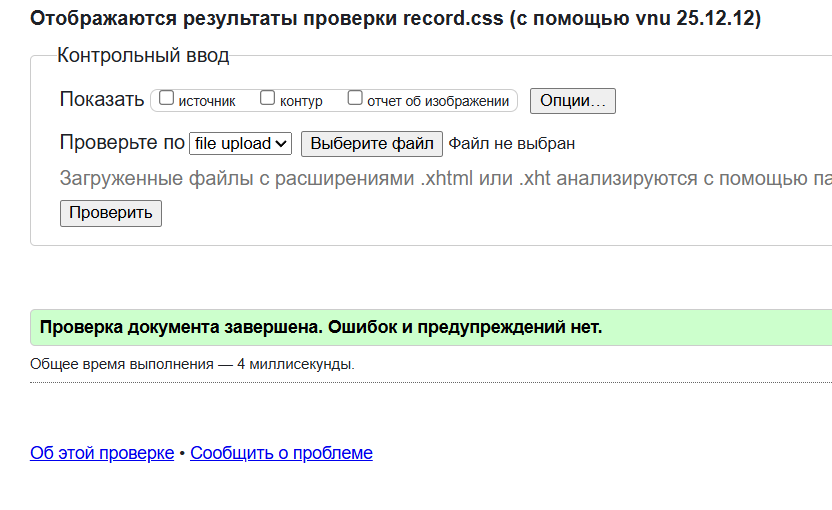 Отображаются результаты проверки record.css (с помощью vnu 25.12.12)
Контрольный ввод
Показать источник контур отчет об изображении Опции…
Проверьте по file upload Выберите файл Файл не выбран
Загруженные файлы с расширениями .xhtml или .xht анализируются с помощью па
Проверить
Проверка документа завершена. Ошибок и предупреждений нет.
Общее время выполнения — 4 миллисекунды.
Об этой проверке • Сообщить о проблеме